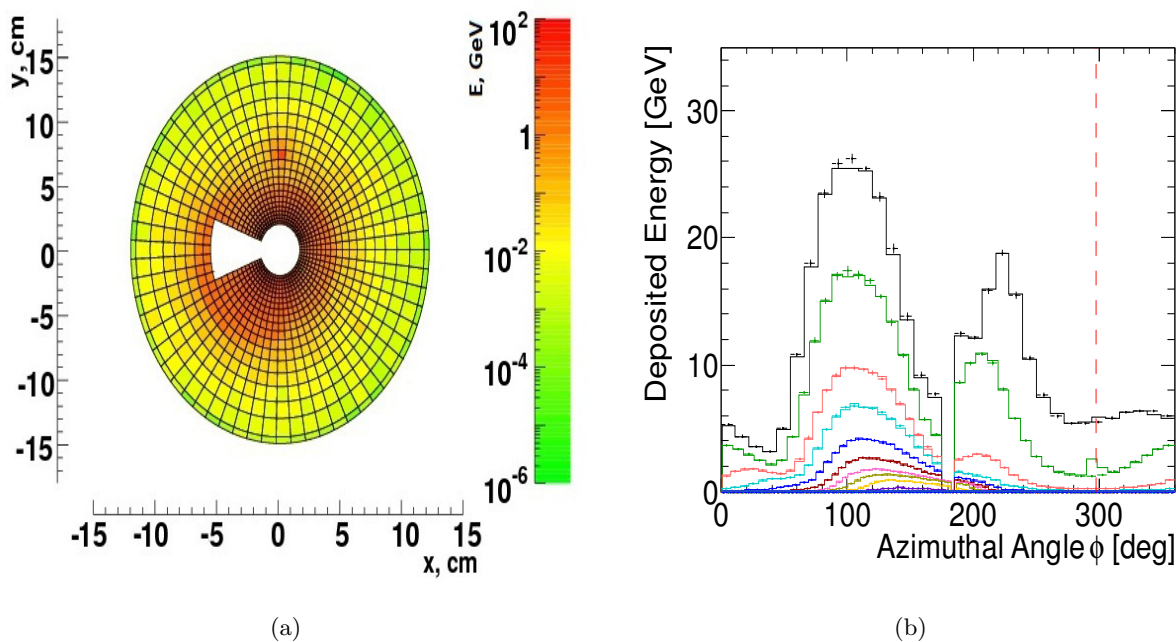 y, cm
15
10
5
0
-5
-10
-15
-15 -10 -5 0 5 10 15
x, cm
E, GeV
10^2
1
10^-2
10^-4
10^-6
(a)
Deposited Energy [GeV]
30
20
10
0
0 100 200 300
Azimuthal Angle ϕ [deg]
(b)